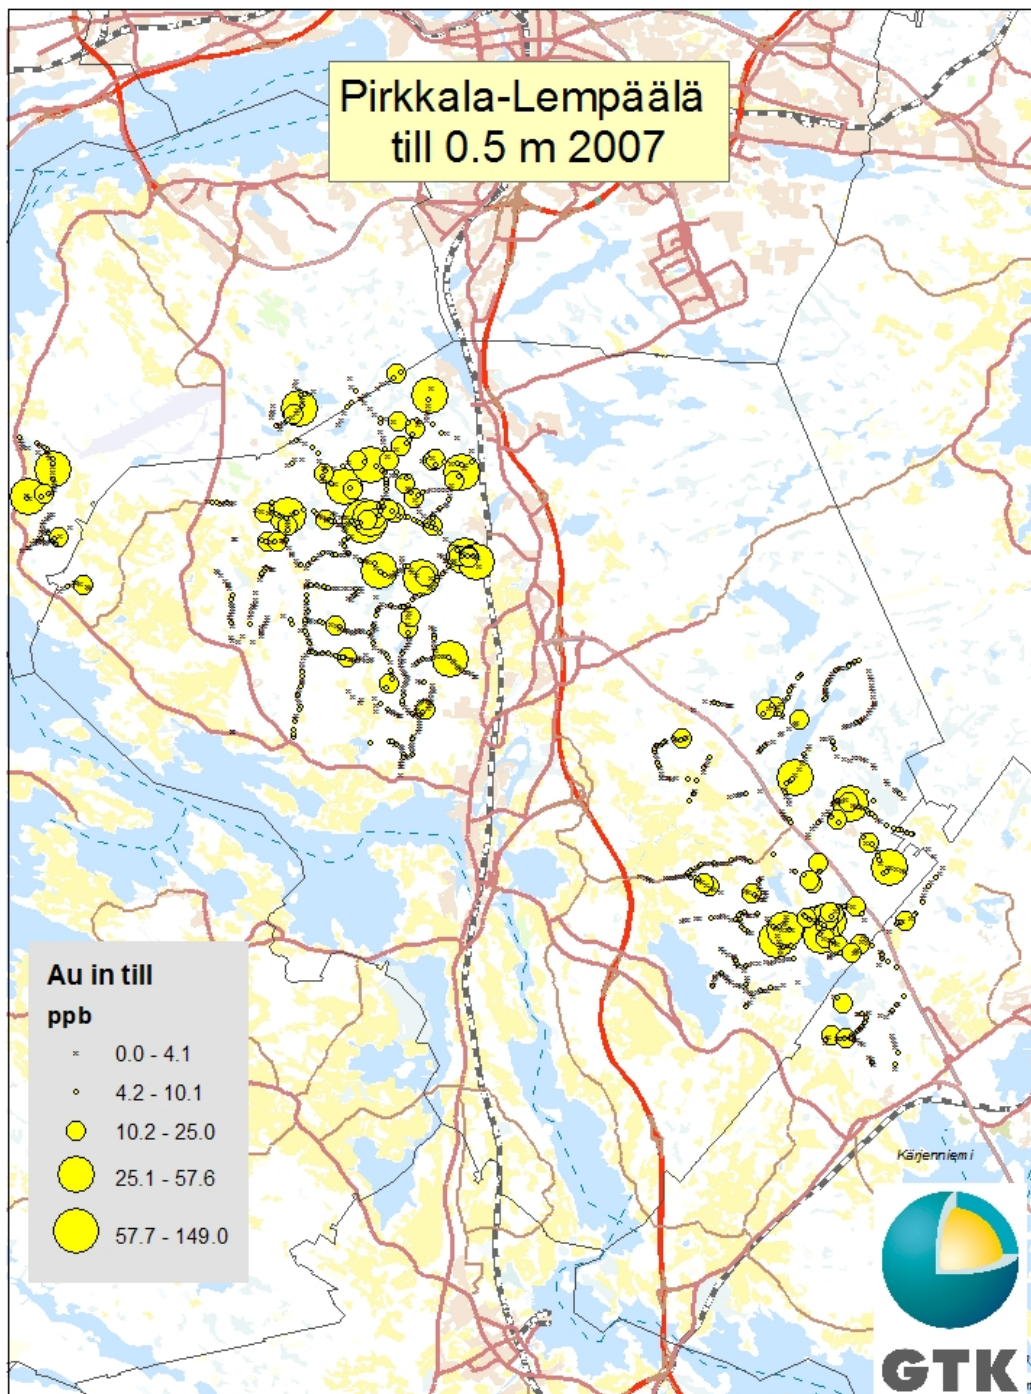 Pirkkala-Lempäälä
till 0.5 m 2007
Au in till
ppb
0.0 - 4.1
4.2 - 10.1
10.2 - 25.0
25.1 - 57.6
57.7 - 149.0
Kärjenniemi
GTK